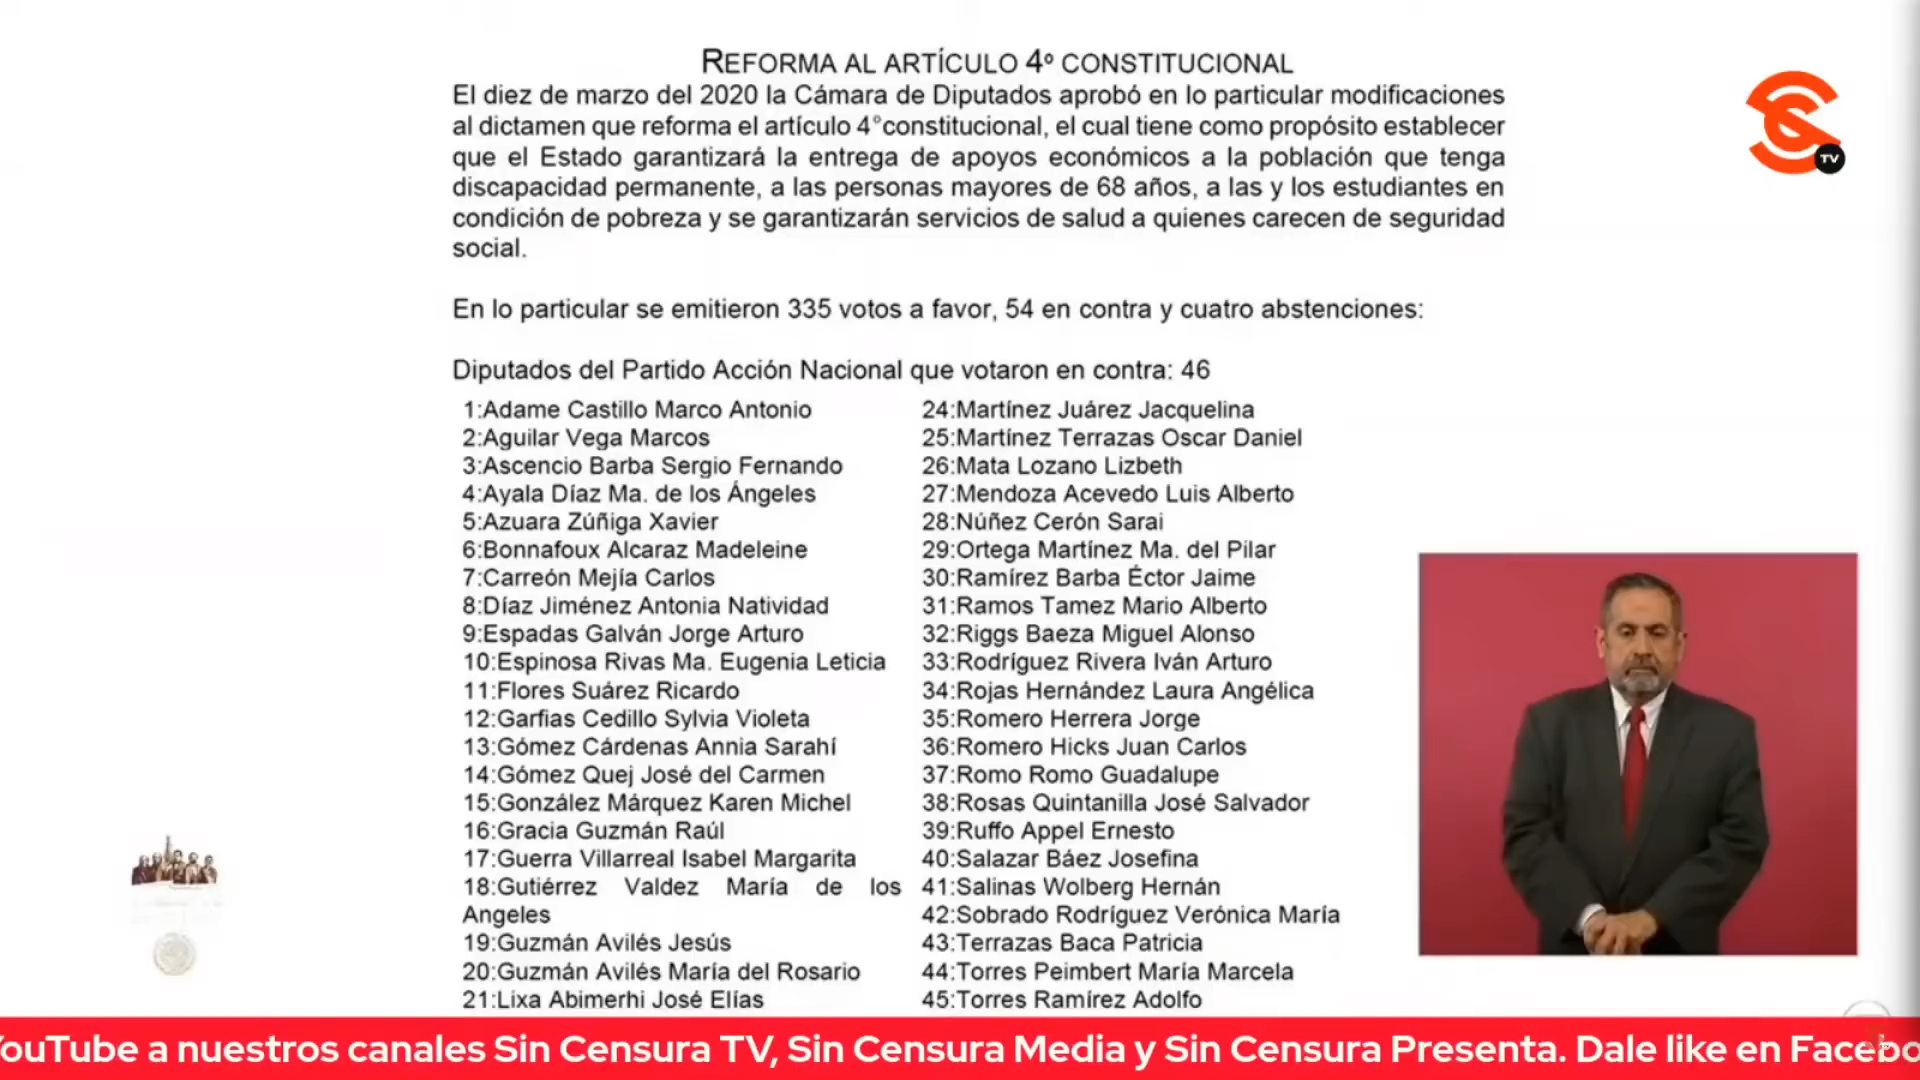 REFORMA AL ARTÍCULO 4º CONSTITUCIONAL
El diez de marzo del 2020 la Cámara de Diputados aprobó en lo particular modificaciones
al dictamen que reforma el artículo 4°constitucional, el cual tiene como propósito establecer
que el Estado garantizará la entrega de apoyos económicos a la población que tenga
discapacidad permanente, a las personas mayores de 68 años, a las y los estudiantes en
condición de pobreza y se garantizarán servicios de salud a quienes carecen de seguridad
social.
En lo particular se emitieron 335 votos a favor, 54 en contra y cuatro abstenciones:
Diputados del Partido Acción Nacional que votaron en contra: 46
1:Adame Castillo Marco Antonio
2:Aguilar Vega Marcos
3:Ascencio Barba Sergio Fernando
4:Ayala Díaz Ma. de los Ángeles
5:Azuara Zúñiga Xavier
6:Bonnafoux Alcaraz Madeleine
7:Carreón Mejía Carlos
8:Díaz Jiménez Antonia Natividad
9:Espadas Galván Jorge Arturo
10:Espinosa Rivas Ma. Eugenia Leticia
11:Flores Suárez Ricardo
12:Garfias Cedillo Sylvia Violeta
13:Gómez Cárdenas Annia Sarahí
14:Gómez Quej José del Carmen
15:González Márquez Karen Michel
16:Gracia Guzmán Raúl
17:Guerra Villarreal Isabel Margarita
18:Gutiérrez Valdez María de los
Angeles
19:Guzmán Avilés Jesús
20:Guzmán Avilés María del Rosario
21:Lixa Abimerhi José Elías
24:Martínez Juárez Jacquelina
25:Martínez Terrazas Oscar Daniel
26:Mata Lozano Lizbeth
27:Mendoza Acevedo Luis Alberto
28:Núñez Cerón Sarai
29:Ortega Martínez Ma. del Pilar
30:Ramírez Barba Éctor Jaime
31:Ramos Tamez Mario Alberto
32:Riggs Baeza Miguel Alonso
33:Rodríguez Rivera Iván Arturo
34:Rojas Hernández Laura Angélica
35:Romero Herrera Jorge
36:Romero Hicks Juan Carlos
37:Romo Romo Guadalupe
38:Rosas Quintanilla José Salvador
39:Ruffo Appel Ernesto
40:Salazar Báez Josefina
41:Salinas Wolberg Hernán
42:Sobrado Rodríguez Verónica María
43:Terrazas Baca Patricia
44:Torres Peimbert María Marcela
45:Torres Ramírez Adolfo
TV
YouTube a nuestros canales Sin Censura TV, Sin Censura Media y Sin Censura Presenta. Dale like en Facebo